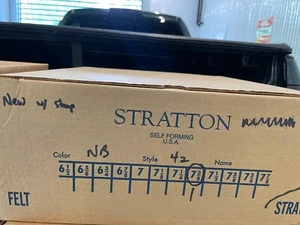 New w/ strap
STRATTON
SELF FORMING
U.S.A.
Color NB Style 42 Name
6 1/2 6 5/8 6 3/4 6 7/8 7 7 1/8 7 1/4 7 3/8 7 1/2 7 5/8 7 3/4 7 7/8
FELT
STRA